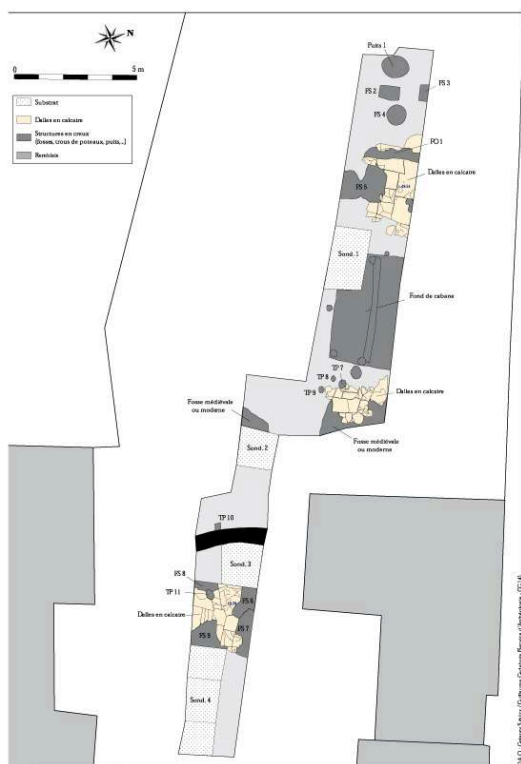 N
0
5 m
Substrat
Dalles en calcaire
Structures en creux
(fosses, trous de poteaux, puits,..)
Remblais
Puits 1
FS 2
FS 3
FS 4
FO 1
Dalles en calcaire
FS 5
Sond. 1
Fond de cabane
TP 7
TP 8
TP 9
Dalles en calcaire
Fosse médiévale
ou moderne
Fosse médiévale
ou moderne
Sond. 2
TP 10
Sond. 3
FS 8
TP 11
FS 6
Dalles en calcaire
FS 7
FS 9
Sond. 4